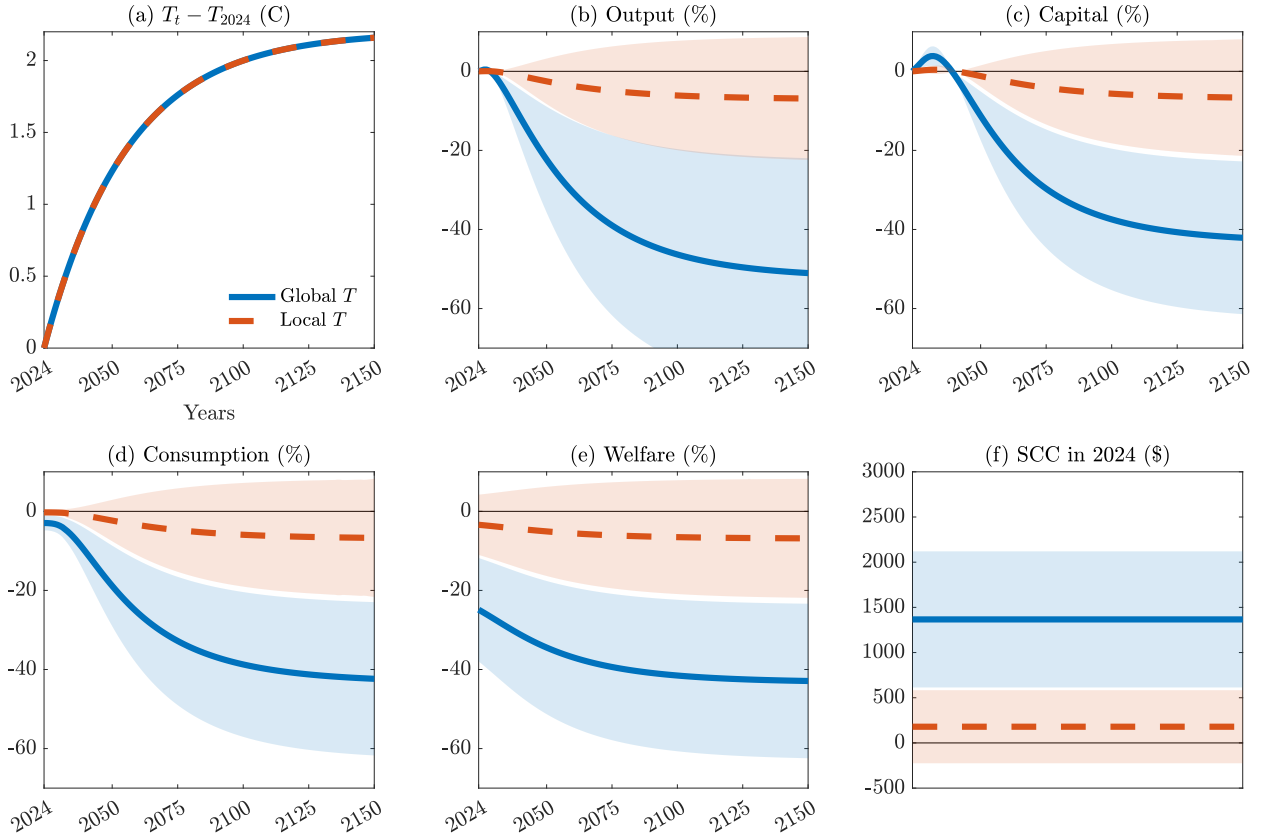 (a) T_t − T_2024 (C)
2
1.5
1
0.5
0
Global T
Local T
2024 2050 2075 2100 2125 2150
Years
(b) Output (%)
0
-20
-40
-60
2024 2050 2075 2100 2125 2150
(c) Capital (%)
0
-20
-40
-60
2024 2050 2075 2100 2125 2150
(d) Consumption (%)
0
-20
-40
-60
2024 2050 2075 2100 2125 2150
(e) Welfare (%)
0
-20
-40
-60
2024 2050 2075 2100 2125 2150
(f) SCC in 2024 ($)
3000
2500
2000
1500
1000
500
0
-500